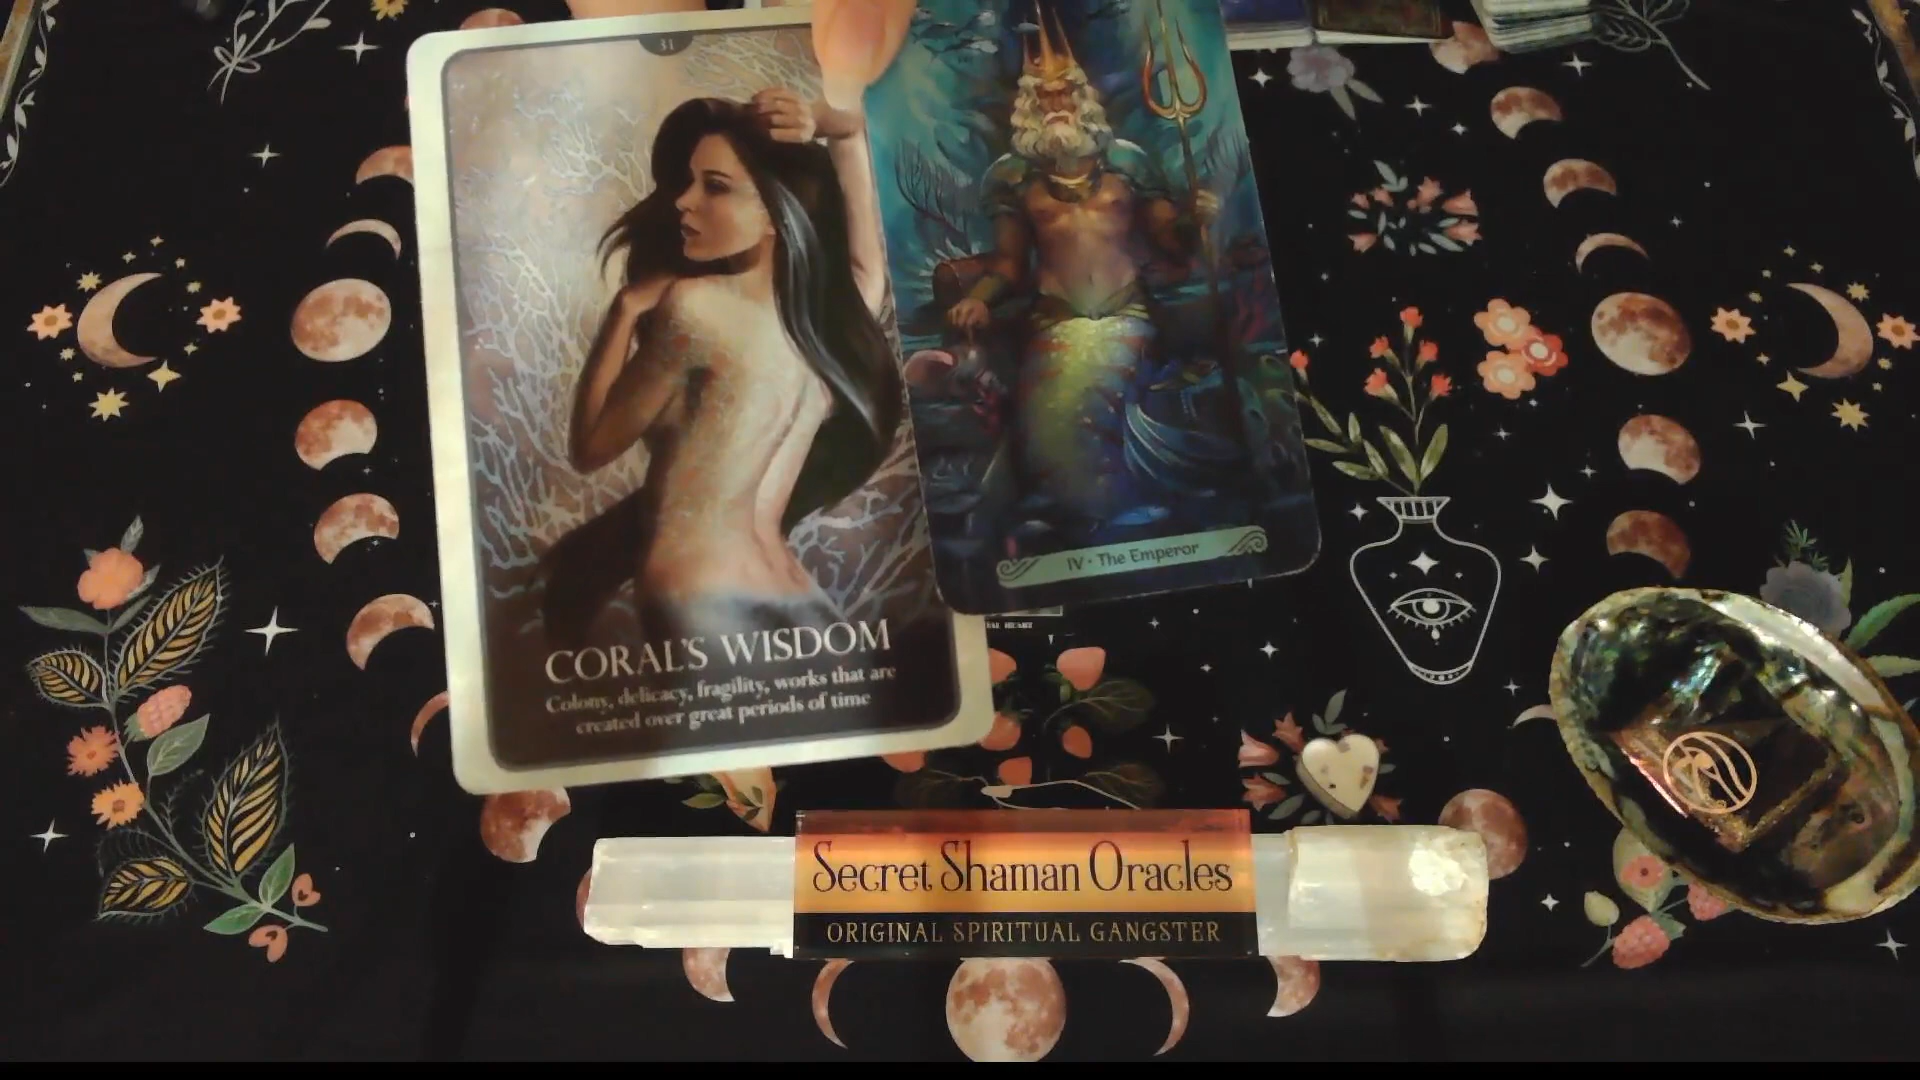 31
CORAL'S WISDOM
Colony, delicacy, fragility, works that are
created over great periods of time
IV · The Emperor
HEART
Secret Shaman Oracles
ORIGINAL SPIRITUAL GANGSTER